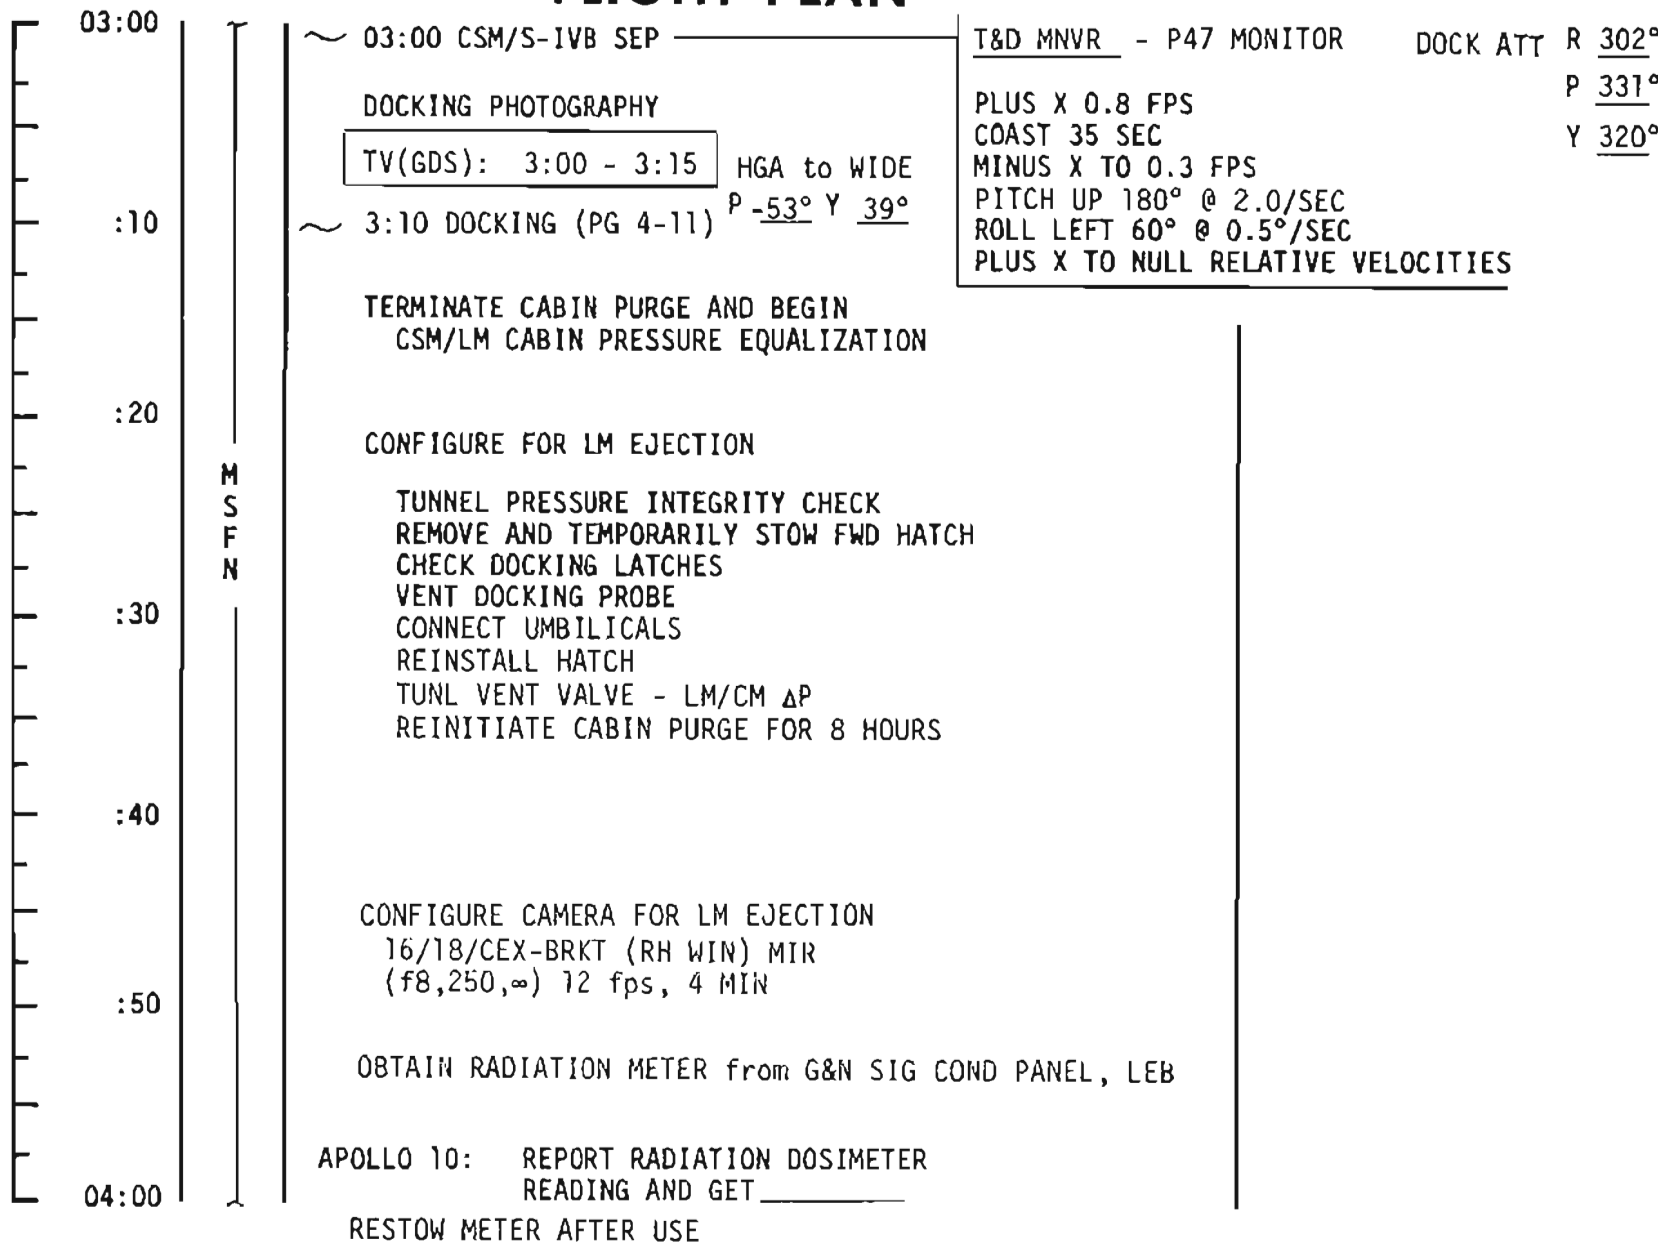 FLIGHT PLAN
03:00
~ 03:00 CSM/S-IVB SEP
T&D MNVR - P47 MONITOR
DOCK ATT R 302°
P 331°
Y 320°
PLUS X 0.8 FPS
COAST 35 SEC
MINUS X TO 0.3 FPS
PITCH UP 180° @ 2.0/SEC
ROLL LEFT 60° @ 0.5°/SEC
PLUS X TO NULL RELATIVE VELOCITIES
DOCKING PHOTOGRAPHY
TV(GDS): 3:00 - 3:15
HGA to WIDE
P -53° Y 39°
:10
~ 3:10 DOCKING (PG 4-11)
TERMINATE CABIN PURGE AND BEGIN
CSM/LM CABIN PRESSURE EQUALIZATION
:20
CONFIGURE FOR LM EJECTION
M
S
F
N
TUNNEL PRESSURE INTEGRITY CHECK
REMOVE AND TEMPORARILY STOW FWD HATCH
CHECK DOCKING LATCHES
VENT DOCKING PROBE
:30
CONNECT UMBILICALS
REINSTALL HATCH
TUNL VENT VALVE - LM/CM ΔP
REINITIATE CABIN PURGE FOR 8 HOURS
:40
CONFIGURE CAMERA FOR LM EJECTION
16/18/CEX-BRKT (RH WIN) MIR
(f8,250,∞) 12 fps, 4 MIN
:50
OBTAIN RADIATION METER from G&N SIG COND PANEL, LEB
APOLLO 10: REPORT RADIATION DOSIMETER
READING AND GET
04:00
RESTOW METER AFTER USE